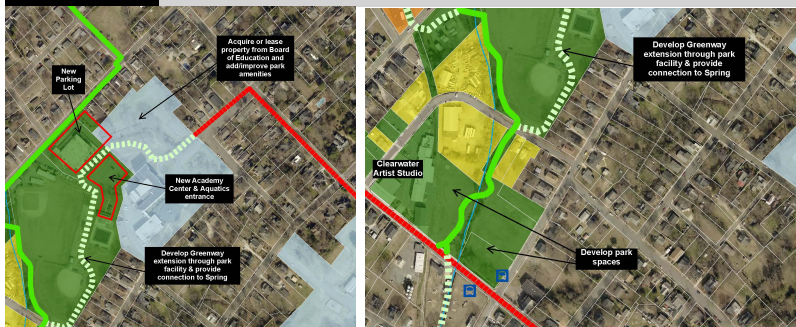 Acquire or lease
property from Board
of Education and
add/improve park
amenities
New
Parking
Lot
New Academy
Center & Aquatics
entrance
Develop Greenway
extension through park
facility & provide
connection to Spring
Develop Greenway
extension through park
facility & provide
connection to Spring
Clearwater
Artist Studio
Develop park
spaces